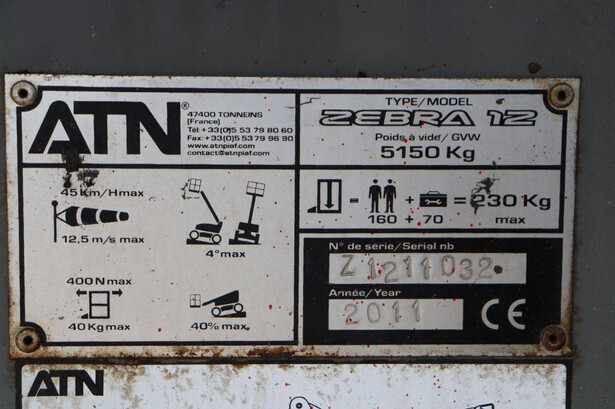 ATN®
47400 TONNEINS
(France)
Tél: +33(0)5 53 79 80 60
Fax: +33(0)5 53 79 96 90
www.atnpiaf.com
contact@atnpiaf.com
TYPE/MODEL
ZEBRA 12
Poids à vide/GVW
5150 Kg
45 Km/Hmax
12,5 m/s max
4° max
400 N max
40 Kg max
40% max.
= + = 230 Kg
160 + 70 max
N° de série/Serial nb
Z1211032
Année/Year
2011
CE
ATN